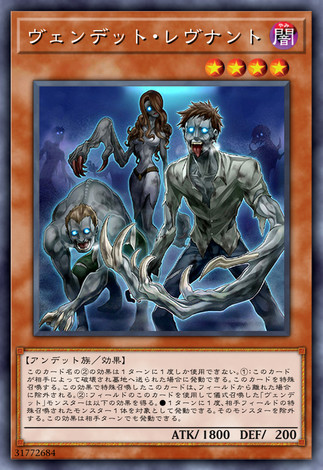 ヴェンデット・レヴナント
闇
やみ
【アンデット族／効果】
このカード名の②の効果は１ターンに１度しか使用できない。①：このカード
が相手によって破壊され墓地へ送られた場合に発動できる。このカードを特殊
召喚する。この効果で特殊召喚したこのカードは、フィールドから離れた場合に
除外される。②：フィールドのこのカードを使用して儀式召喚した「ヴェンデ
ット」モンスターは以下の効果を得る。●１ターンに１度、相手フィールドの特
殊召喚されたモンスター１体を対象として発動できる。そのモンスターを除外す
る。この効果は相手ターンでも発動できる。
ATK/ 1800 DEF/ 200
31772684